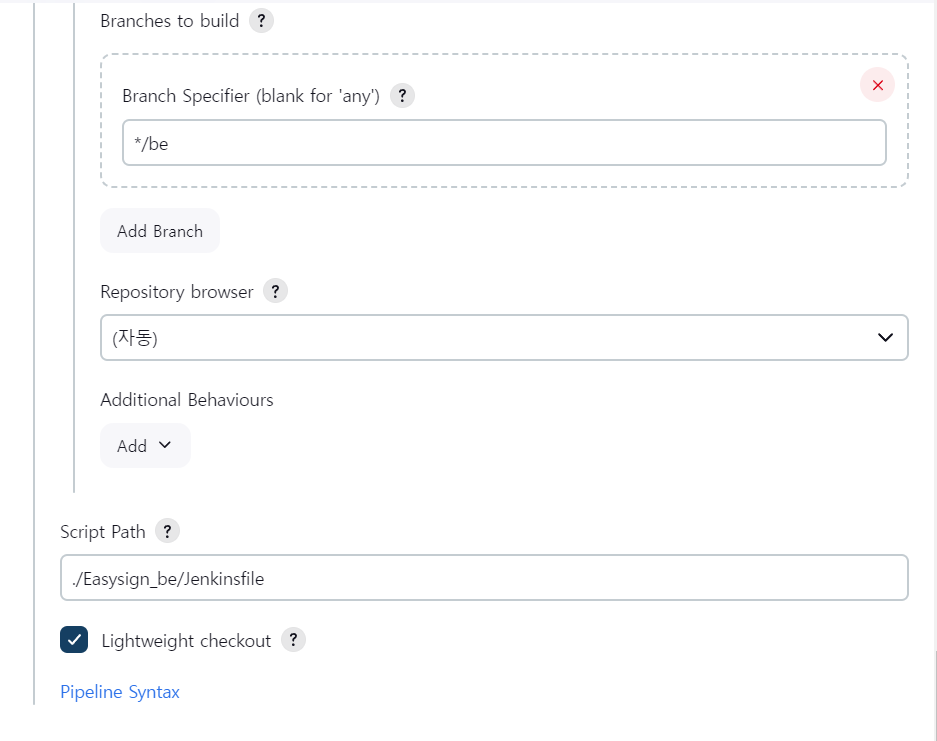 Branches to build ?
Branch Specifier (blank for 'any') ?
*/be
Add Branch
Repository browser ?
(자동)
Additional Behaviours
Add
Script Path ?
./Easysign_be/Jenkinsfile
Lightweight checkout ?
Pipeline Syntax